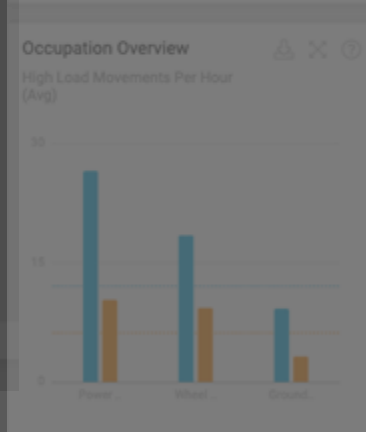 Occupation Overview
High Load Movements Per Hour
(Avg)
30
15
0
Power...
Wheel...
Ground...